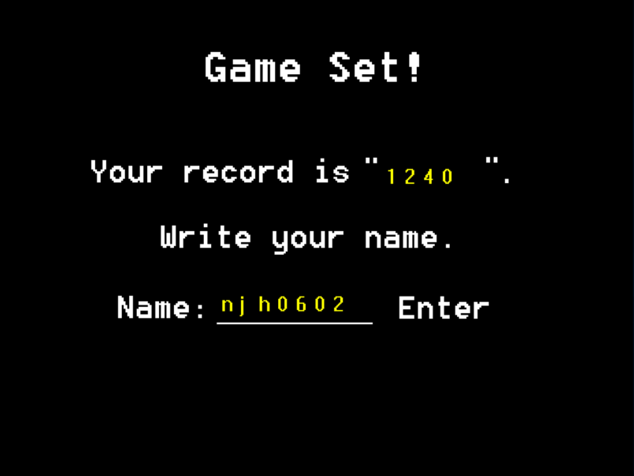 Game Set!
Your record is "1240 ".
Write your name.
Name: njh0602 Enter